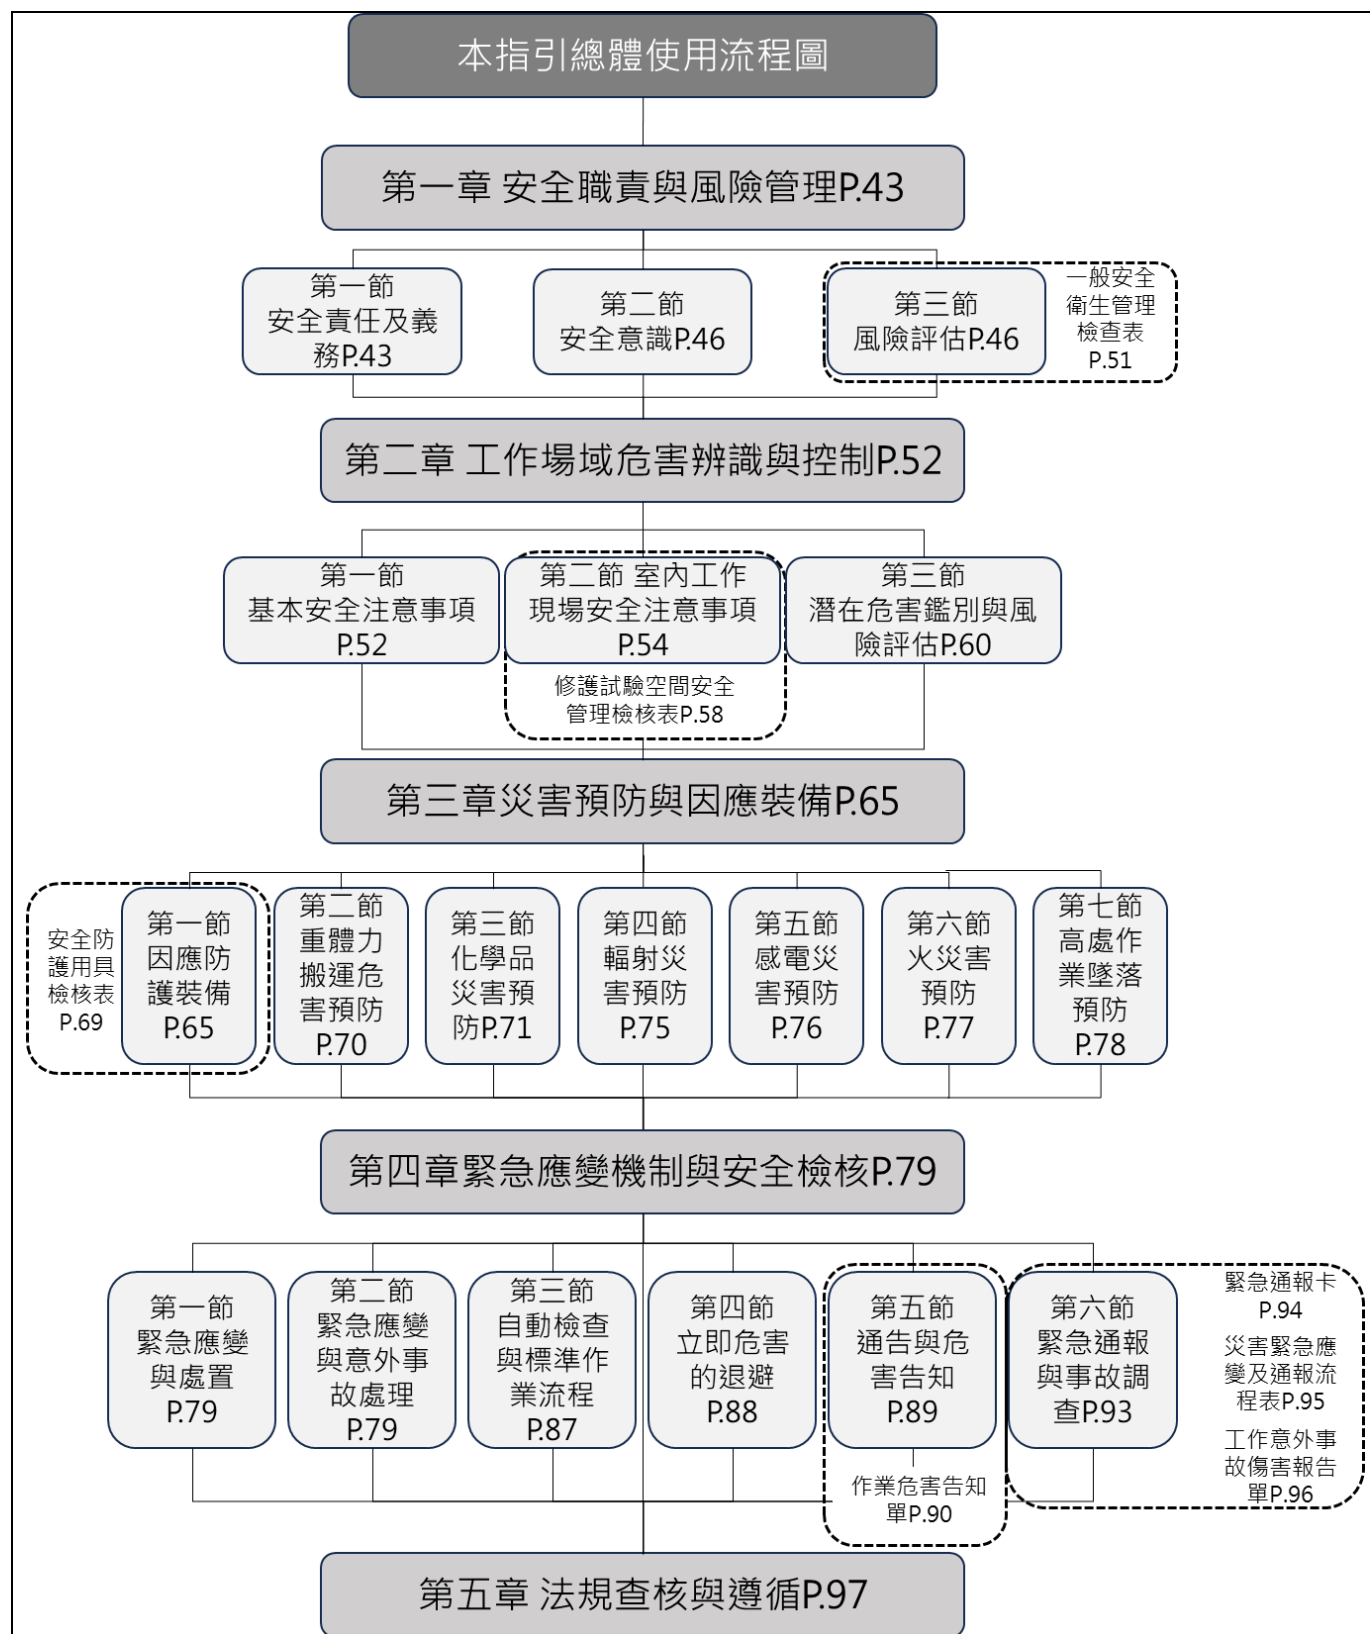 本指引總體使用流程圖
第一章 安全職責與風險管理P.43
第一節
安全責任及義
務P.43
第二節
安全意識P.46
第三節
風險評估P.46
一般安全
衛生管理
檢查表
P.51
第二章 工作場域危害辨識與控制P.52
第一節
基本安全注意事項
P.52
第二節 室內工作
現場安全注意事項
P.54
修護試驗空間安全
管理檢核表P.58
第三節
潛在危害鑑別與風
險評估P.60
第三章災害預防與因應裝備P.65
安全防
護用具
檢核表
P.69
第一節
因應防
護裝備
P.65
第二節
重體力
搬運危
害預防
P.70
第三節
化學品
災害預
防P.71
第四節
輻射災
害預防
P.75
第五節
感電災
害預防
P.76
第六節
火災害
預防
P.77
第七節
高處作
業墜落
預防
P.78
第四章緊急應變機制與安全檢核P.79
第一節
緊急應變
與處置
P.79
第二節
緊急應變
與意外事
故處理
P.79
第三節
自動檢查
與標準作
業流程
P.87
第四節
立即危害
的退避
P.88
第五節
通告與危
害告知
P.89
作業危害告知
單P.90
第六節
緊急通報
與事故調
查P.93
緊急通報卡
P.94
災害緊急應
變及通報流
程表P.95
工作意外事
故傷害報告
單P.96
第五章 法規查核與遵循P.97